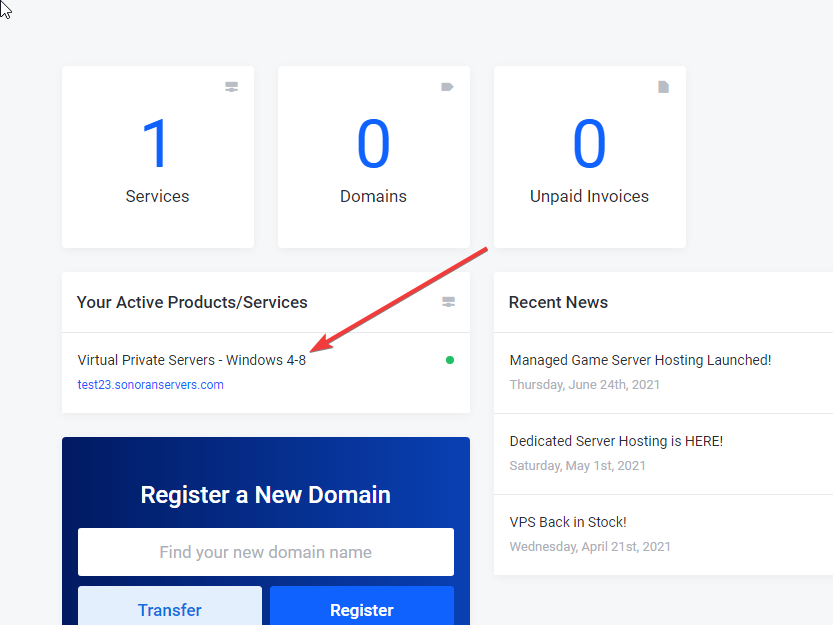 1
Services
0
Domains
0
Unpaid Invoices
Your Active Products/Services
Virtual Private Servers - Windows 4-8
test23.sonoranservers.com
Register a New Domain
Find your new domain name
Transfer
Register
Recent News
Managed Game Server Hosting Launched!
Thursday, June 24th, 2021
Dedicated Server Hosting is HERE!
Saturday, May 1st, 2021
VPS Back in Stock!
Wednesday, April 21st, 2021